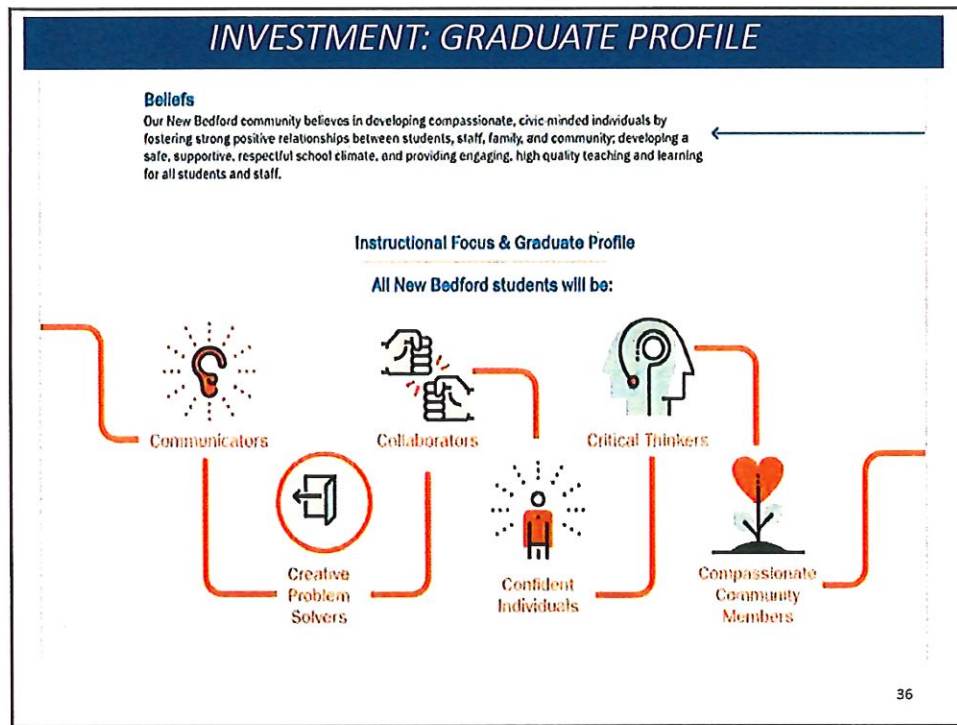 INVESTMENT: GRADUATE PROFILE
Beliefs
Our New Bedford community believes in developing compassionate, civic minded individuals by
fostering strong positive relationships between students, staff, family, and community; developing a
safe, supportive, respectful school climate, and providing engaging, high quality teaching and learning
for all students and staff.
Instructional Focus & Graduate Profile
All New Bedford students will be:
Communicators
Collaborators
Critical Thinkers
Creative
Problem
Solvers
Confident
Individuals
Compassionate
Community
Members
36